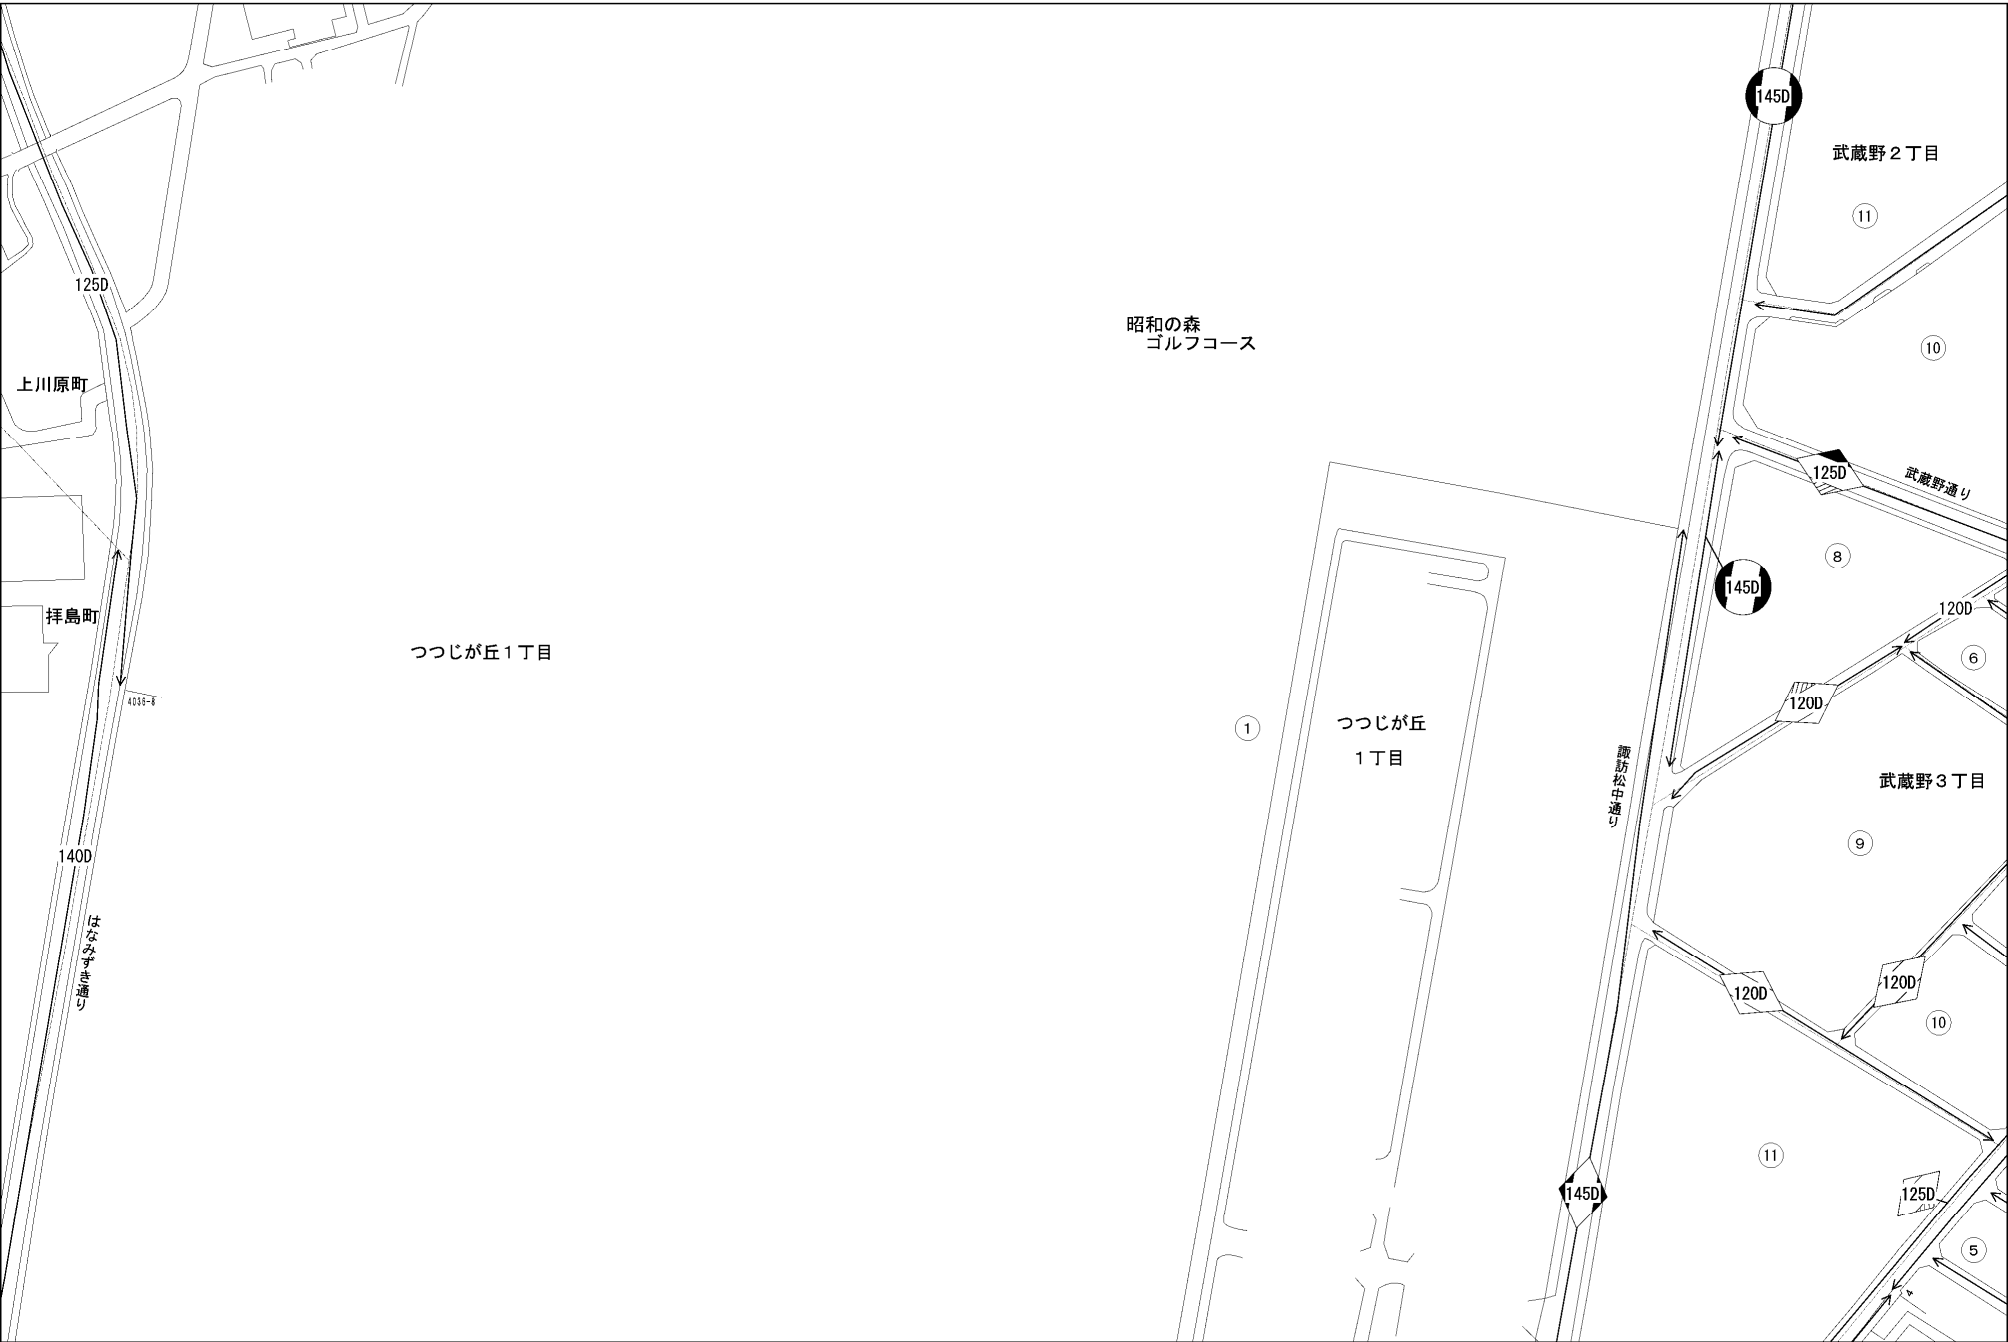 145D
武蔵野２丁目
11
125D
昭和の森
ゴルフコース
10
上川原町
125D
武蔵野通り
8
145D
120D
拝島町
つつじが丘１丁目
6
4036-8
120D
1
つつじが丘
１丁目
諏訪松中通り
武蔵野３丁目
9
140D
はなみずき通り
120D
120D
10
11
145D
125D
5
4